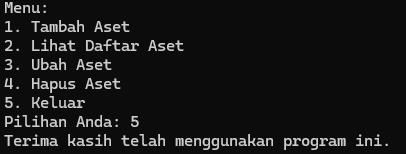 Menu:
1. Tambah Aset
2. Lihat Daftar Aset
3. Ubah Aset
4. Hapus Aset
5. Keluar
Pilihan Anda: 5
Terima kasih telah menggunakan program ini.